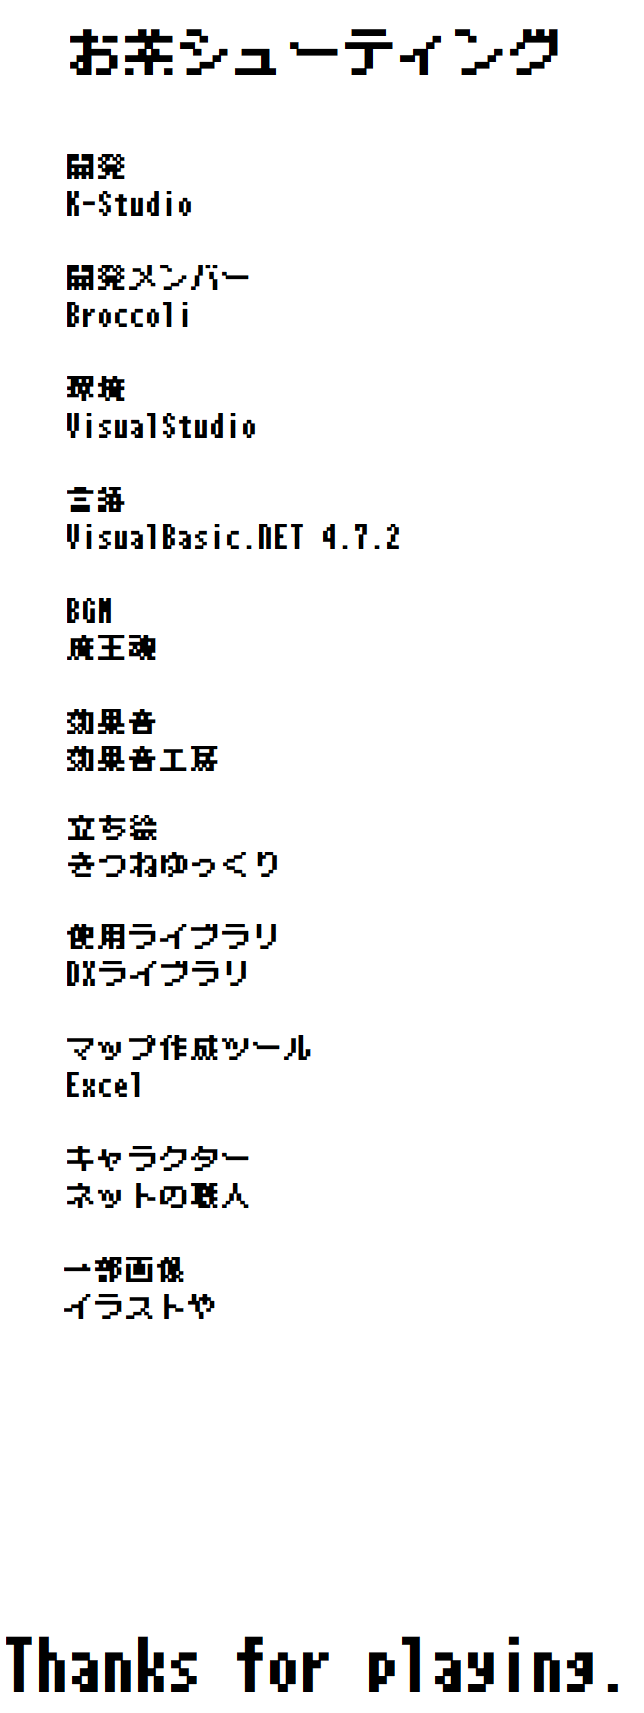 お茶シューティング
開発
K-Studio
開発メンバー
Broccoli
環境
VisualStudio
言語
VisualBasic.NET 4.7.2
BGM
魔王魂
効果音
効果音工房
立ち絵
きつねゆっくり
使用ライブラリ
DXライブラリ
マップ作成ツール
Excel
キャラクター
ネットの職人
一部画像
イラストや
Thanks for playing.